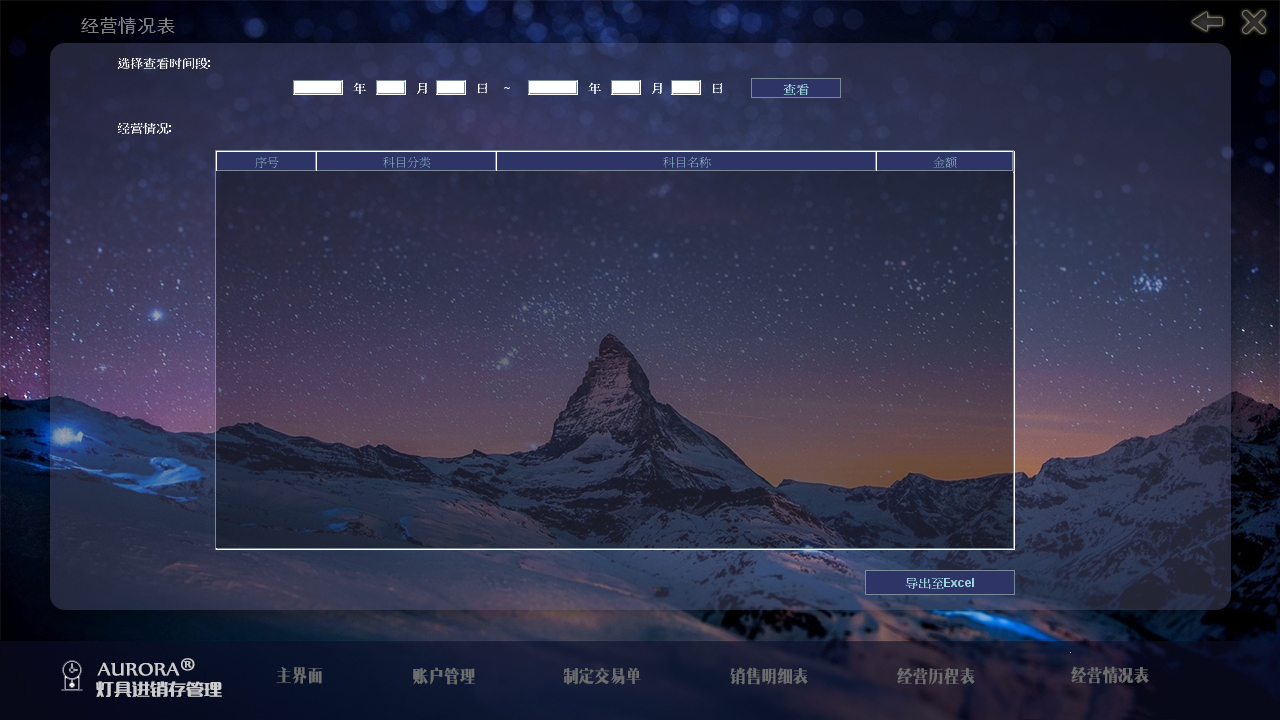 经营情况表
选择查看时间段:
年 月 日 ~ 年 月 日 查看
经营情况:
序号 科目分类 科目名称 金额
导出至Excel
AURORA®
灯具进销存管理
主界面 账户管理 制定交易单 销售明细表 经营历程表 经营情况表